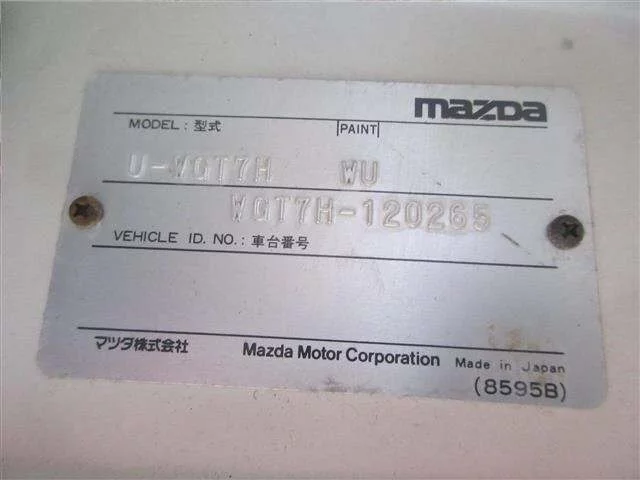 mazda
MODEL : 型式 PAINT
U-WGT7H WU
WGT7H-120265
VEHICLE ID. NO. : 車台番号
マツダ株式会社 Mazda Motor Corporation Made in Japan
(8595B)